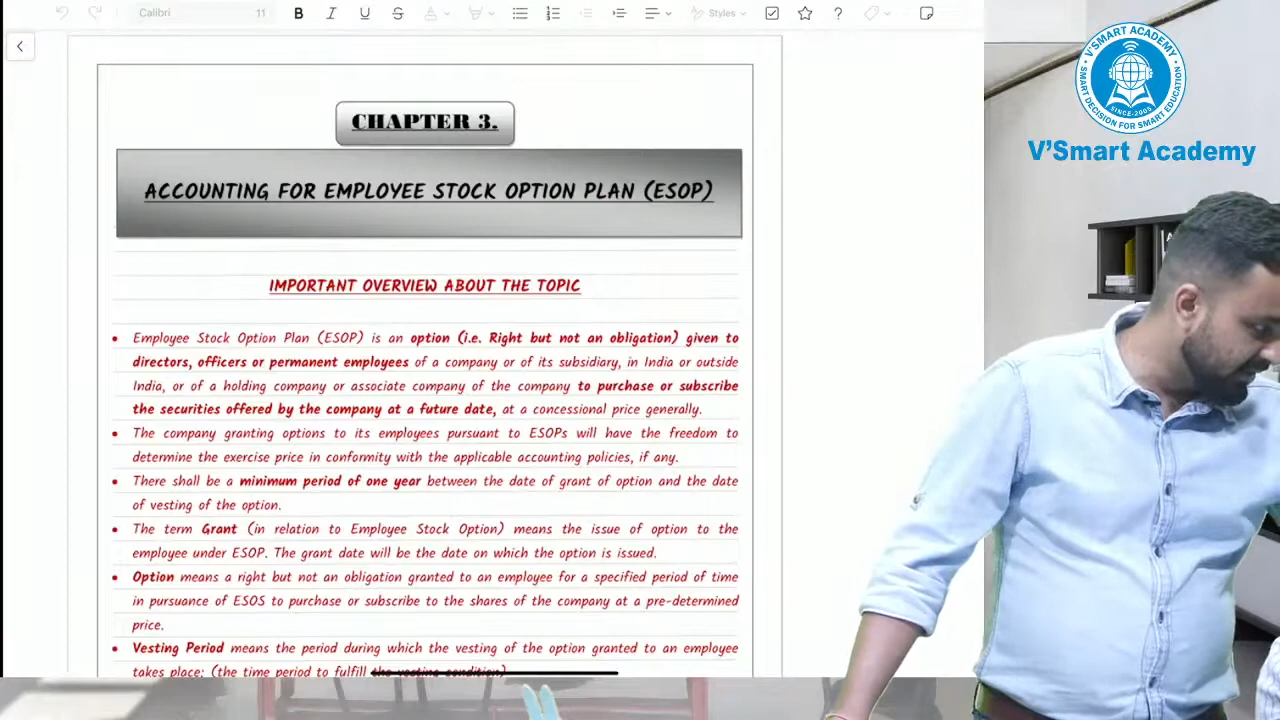 Calibri 11 B I U S Styles ?
CHAPTER 3.
ACCOUNTING FOR EMPLOYEE STOCK OPTION PLAN (ESOP)
IMPORTANT OVERVIEW ABOUT THE TOPIC
• Employee Stock Option Plan (ESOP) is an option (i.e. Right but not an obligation) given to
directors, officers or permanent employees of a company or of its subsidiary, in India or outside
India, or of a holding company or associate company of the company to purchase or subscribe
the securities offered by the company at a future date, at a concessional price generally.
• The company granting options to its employees pursuant to ESOPs will have the freedom to
determine the exercise price in conformity with the applicable accounting policies, if any.
• There shall be a minimum period of one year between the date of grant of option and the date
of vesting of the option.
• The term Grant (in relation to Employee Stock Option) means the issue of option to the
employee under ESOP. The grant date will be the date on which the option is issued.
• Option means a right but not an obligation granted to an employee for a specified period of time
in pursuance of ESOS to purchase or subscribe to the shares of the company at a pre-determined
price.
• Vesting Period means the period during which the vesting of the option granted to an employee
takes place; (the time period to fulfill the vesting condition)
V'SMART ACADEMY
SINCE-2005
SMART DECISION FOR SMART EDUCATION
V'Smart Academy